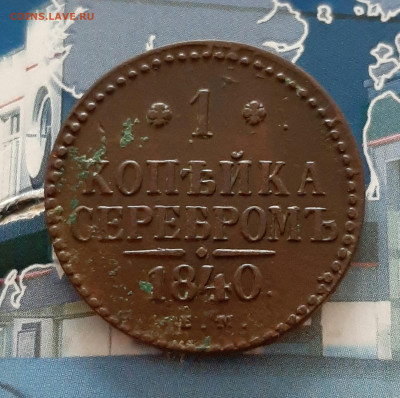 COINS.LAVE.RU
1
КОПѢЙКА
СЕРЕБРОМЪ
1840.
Е.М.